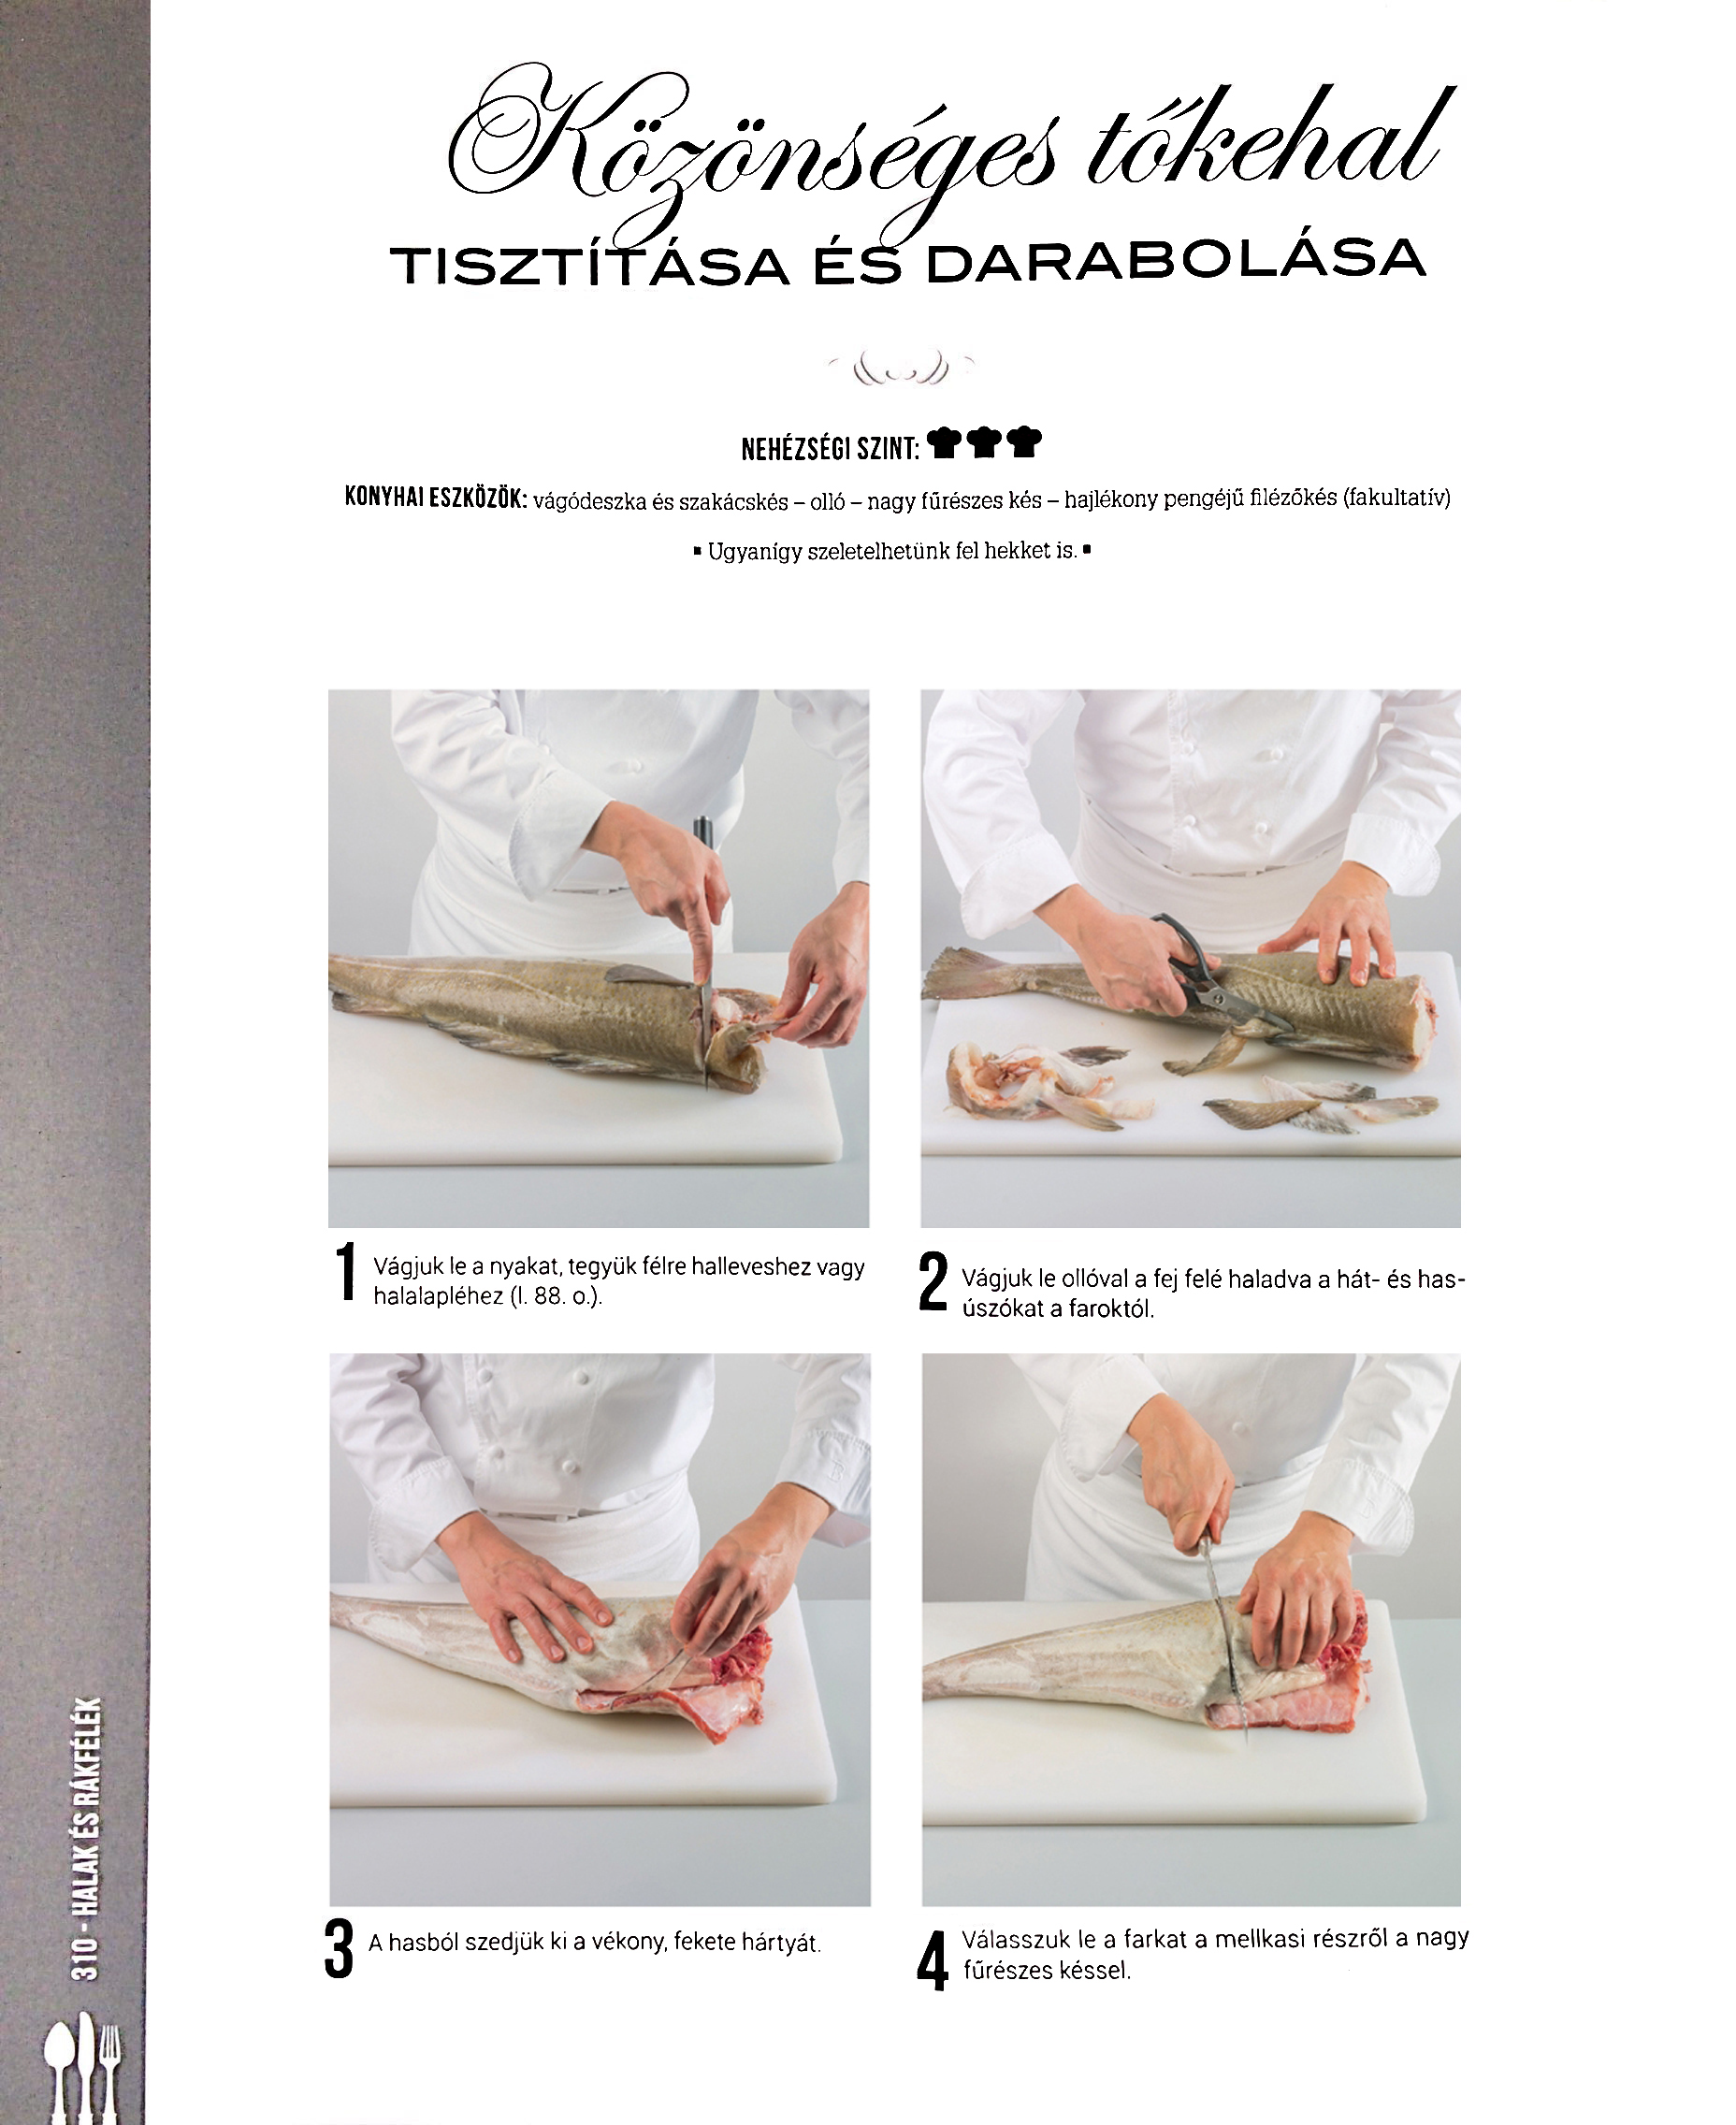 Közönséges tőkehal
TISZTÍTÁSA ÉS DARABOLÁSA
NEHÉZSÉGI SZINT:
KONYHAI ESZKÖZÖK: vágódeszka és szakácskés – olló – nagy fűrészes kés – hajlékony pengéjű filézőkés (fakultatív)
▪ Ugyanígy szeletelhetünk fel hekket is. ▪
1 Vágjuk le a nyakat, tegyük félre halleveshez vagy
halalapléhez (l. 88. o.).
2 Vágjuk le ollóval a fej felé haladva a hát- és has-
úszókat a faroktól.
3 A hasból szedjük ki a vékony, fekete hártyát.
4 Válasszuk le a farkat a mellkasi részről a nagy
fűrészes késsel.
310 - HALAK ÉS RÁKFÉLÉK